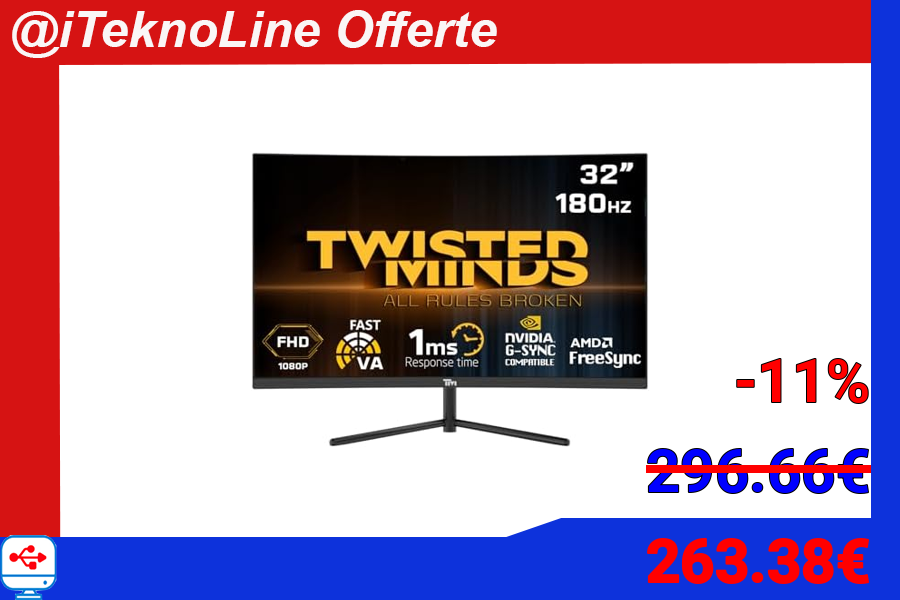 @iTeknoLine Offerte
32”
180HZ
TWISTED
MINDS
ALL RULES BROKEN
FHD
1080P
FAST
VA
1ms
Response time
NVIDIA
G-SYNC
COMPATIBLE
AMD
FreeSync
-11%
296.66€
263.38€